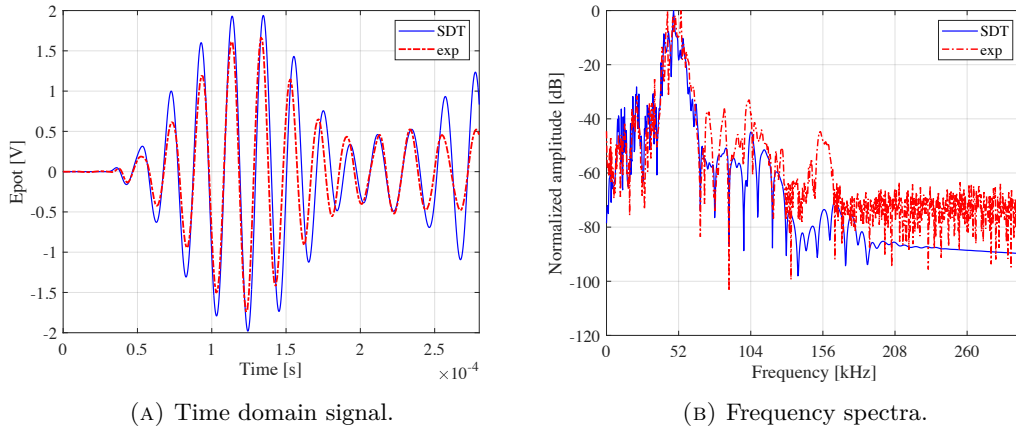 2
1.5
1
0.5
0
-0.5
-1
-1.5
-2
Epot [V]
SDT
exp
0 0.5 1 1.5 2 2.5
Time [s]
×10⁻⁴
(A) Time domain signal.
0
-20
-40
-60
-80
-100
-120
Normalized amplitude [dB]
SDT
exp
0 52 104 156 208 260
Frequency [kHz]
(B) Frequency spectra.